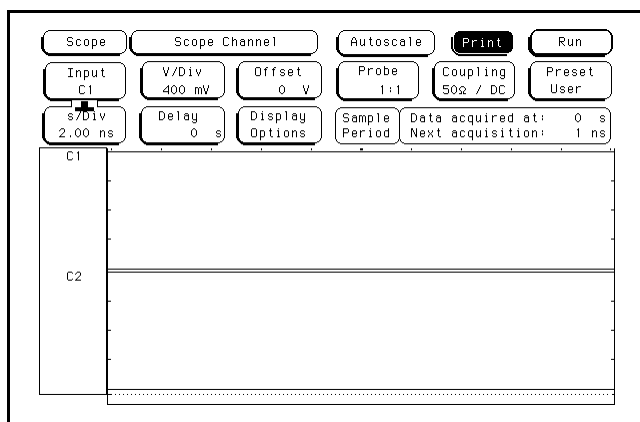 Scope Scope Channel Autoscale Print Run
Input V/Div Offset Probe Coupling Preset
C1 400 mV 0 V 1:1 50Ω / DC User
s/Div Delay Display Sample Data acquired at: 0 s
2.00 ns 0 s Options Period Next acquisition: 1 ns
C1
C2